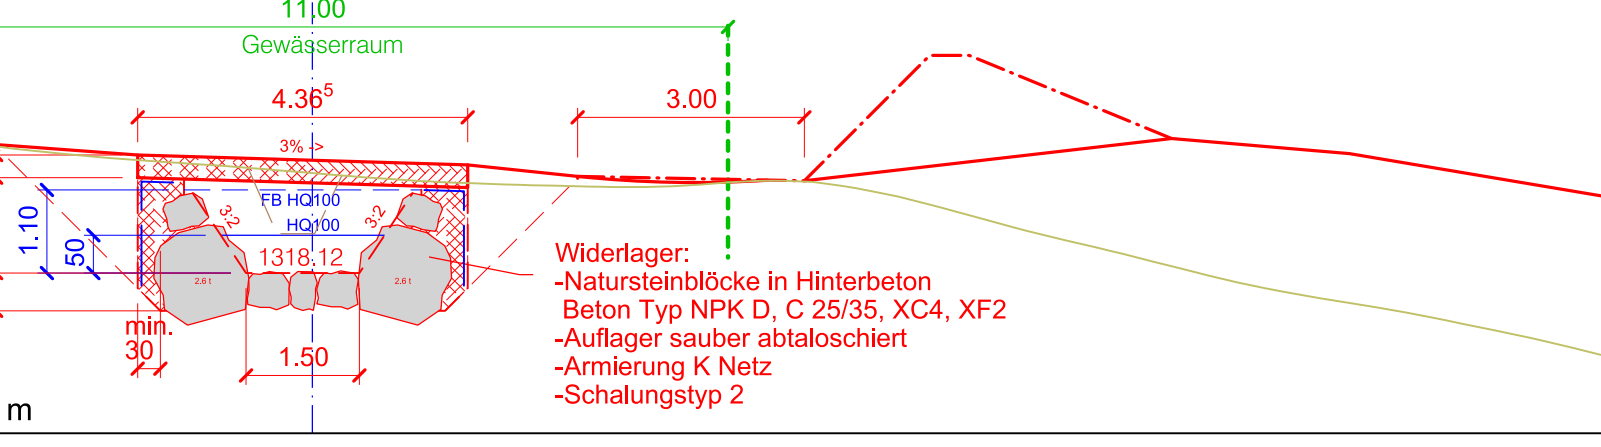 11.00
Gewässerraum
4.36⁵
3.00
3% ->
FB HQ100
HQ100
3:2
3:2
1.10
50
1318.12
2.6 t
2.6 t
min.
30
1.50
Widerlager:
-Natursteinblöcke in Hinterbeton
Beton Typ NPK D, C 25/35, XC4, XF2
-Auflager sauber abtaloschiert
-Armierung K Netz
-Schalungstyp 2
m